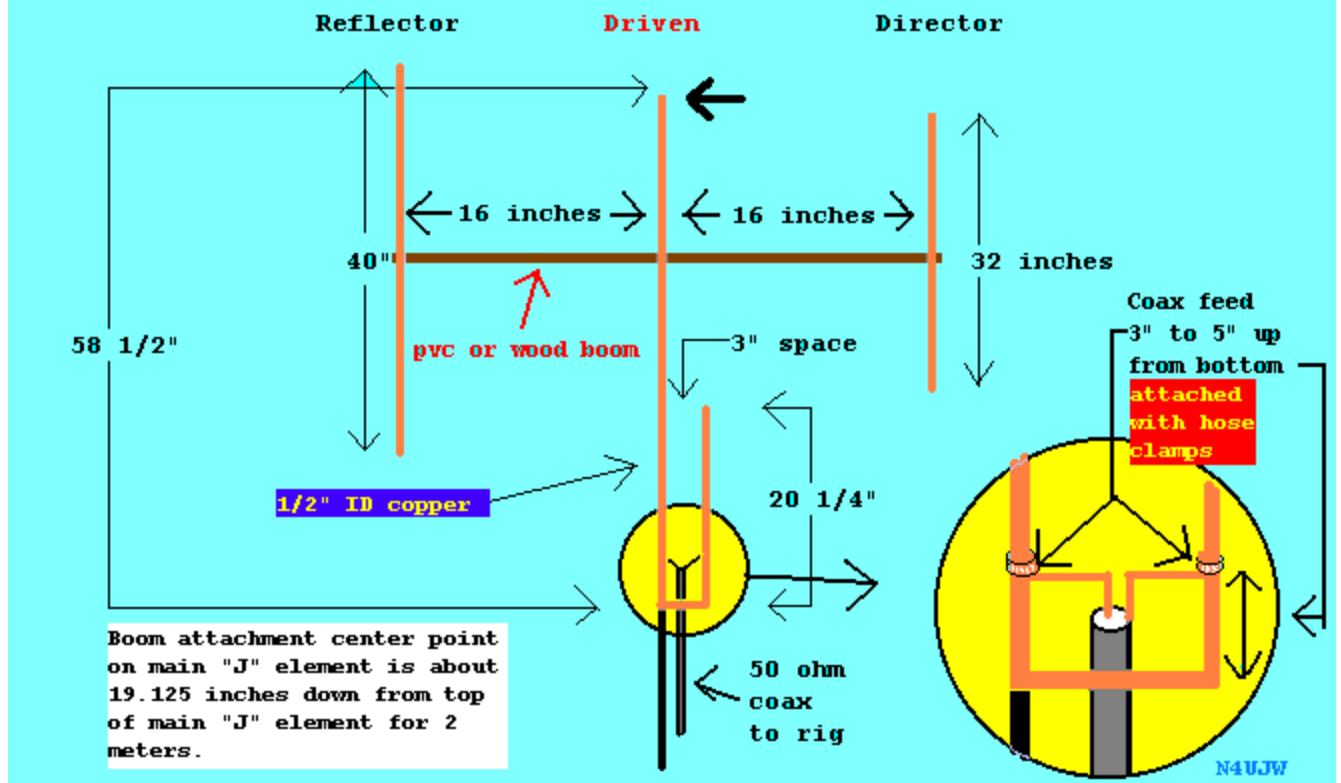 Reflector
Driven
Director
16 inches
16 inches
40"
32 inches
58 1/2"
pvc or wood boom
3" space
Coax feed
3" to 5" up
from bottom
attached
with hose
clamps
1/2" ID copper
20 1/4"
Boom attachment center point
on main "J" element is about
19.125 inches down from top
of main "J" element for 2
meters.
50 ohm
coax
to rig
N4UJW